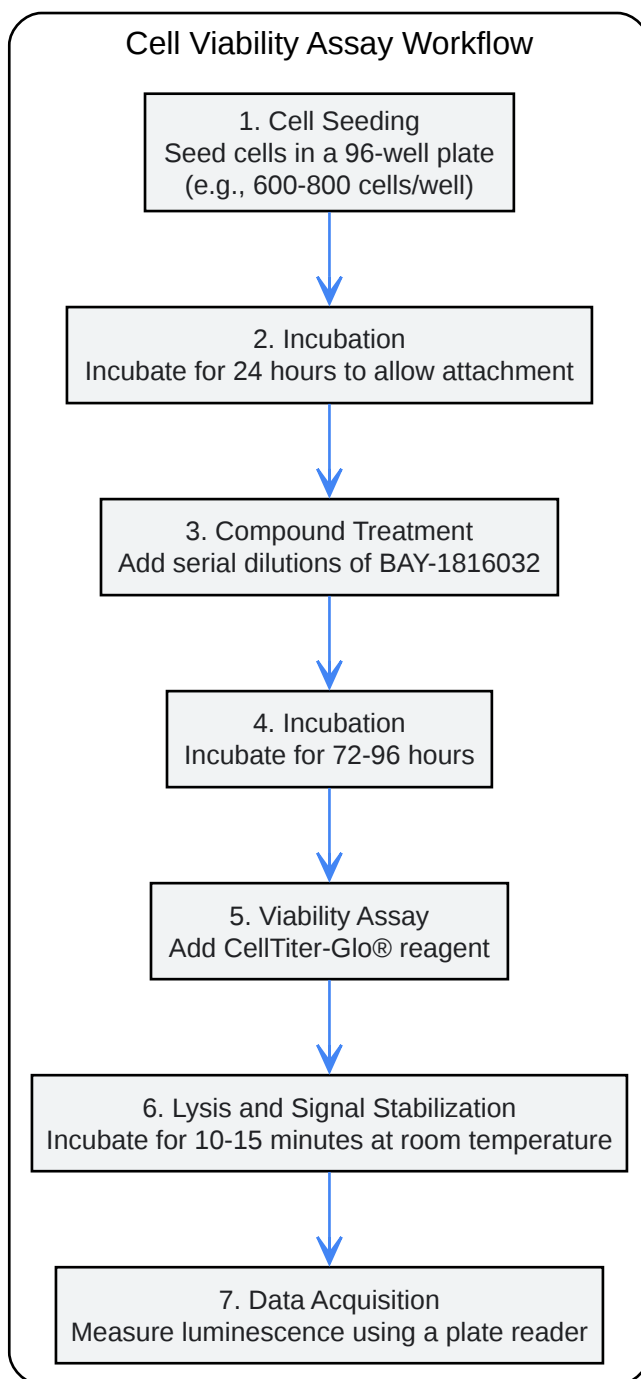 Cell Viability Assay Workflow
1. Cell Seeding
Seed cells in a 96-well plate
(e.g., 600-800 cells/well)
2. Incubation
Incubate for 24 hours to allow attachment
3. Compound Treatment
Add serial dilutions of BAY-1816032
4. Incubation
Incubate for 72-96 hours
5. Viability Assay
Add CellTiter-Glo® reagent
6. Lysis and Signal Stabilization
Incubate for 10-15 minutes at room temperature
7. Data Acquisition
Measure luminescence using a plate reader